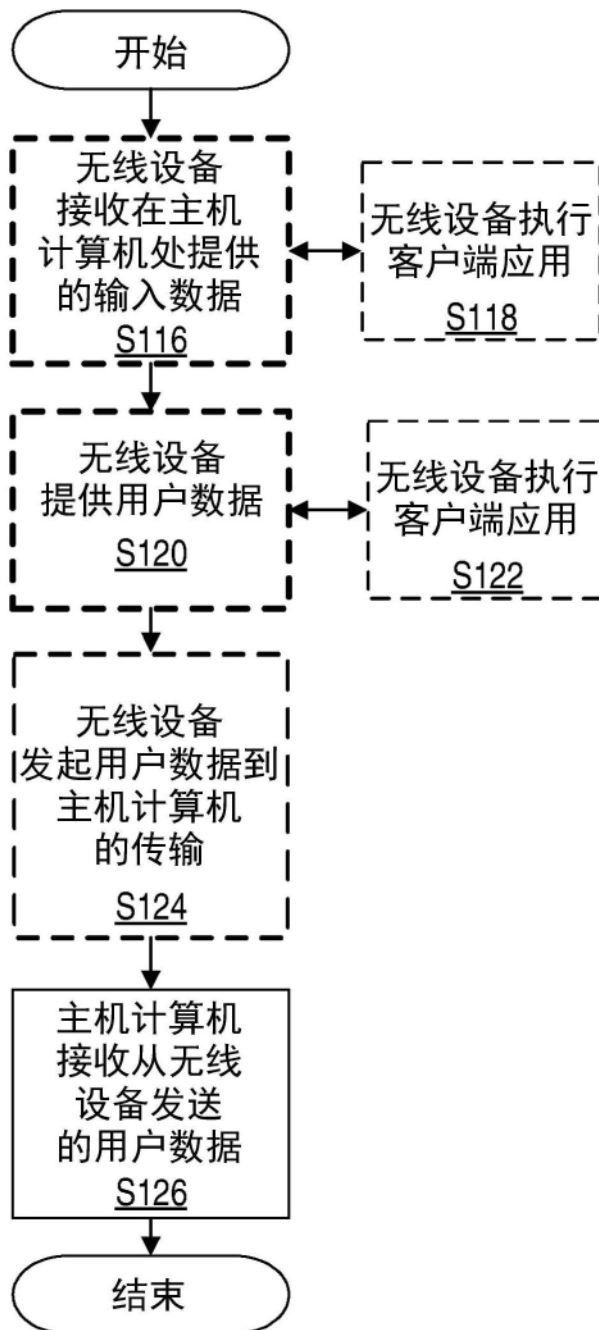 开始
无线设备
接收在主机
计算机处提供
的输入数据
S116
无线设备执行
客户端应用
S118
无线设备
提供用户数据
S120
无线设备执行
客户端应用
S122
无线设备
发起用户数据到
主机计算机
的传输
S124
主机计算机
接收从无线
设备发送
的用户数据
S126
结束